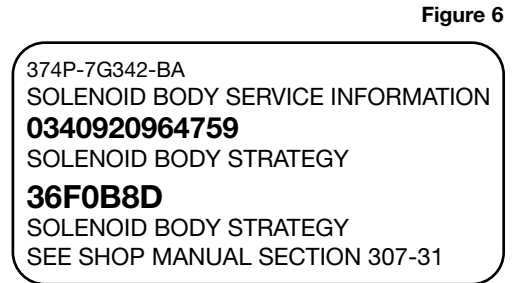 Figure 6
374P-7G342-BA
SOLENOID BODY SERVICE INFORMATION
0340920964759
SOLENOID BODY STRATEGY
36F0B8D
SOLENOID BODY STRATEGY
SEE SHOP MANUAL SECTION 307-31